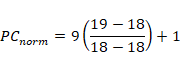 PC_norm = 9 ( (19 − 18) / (18 − 18) ) + 1